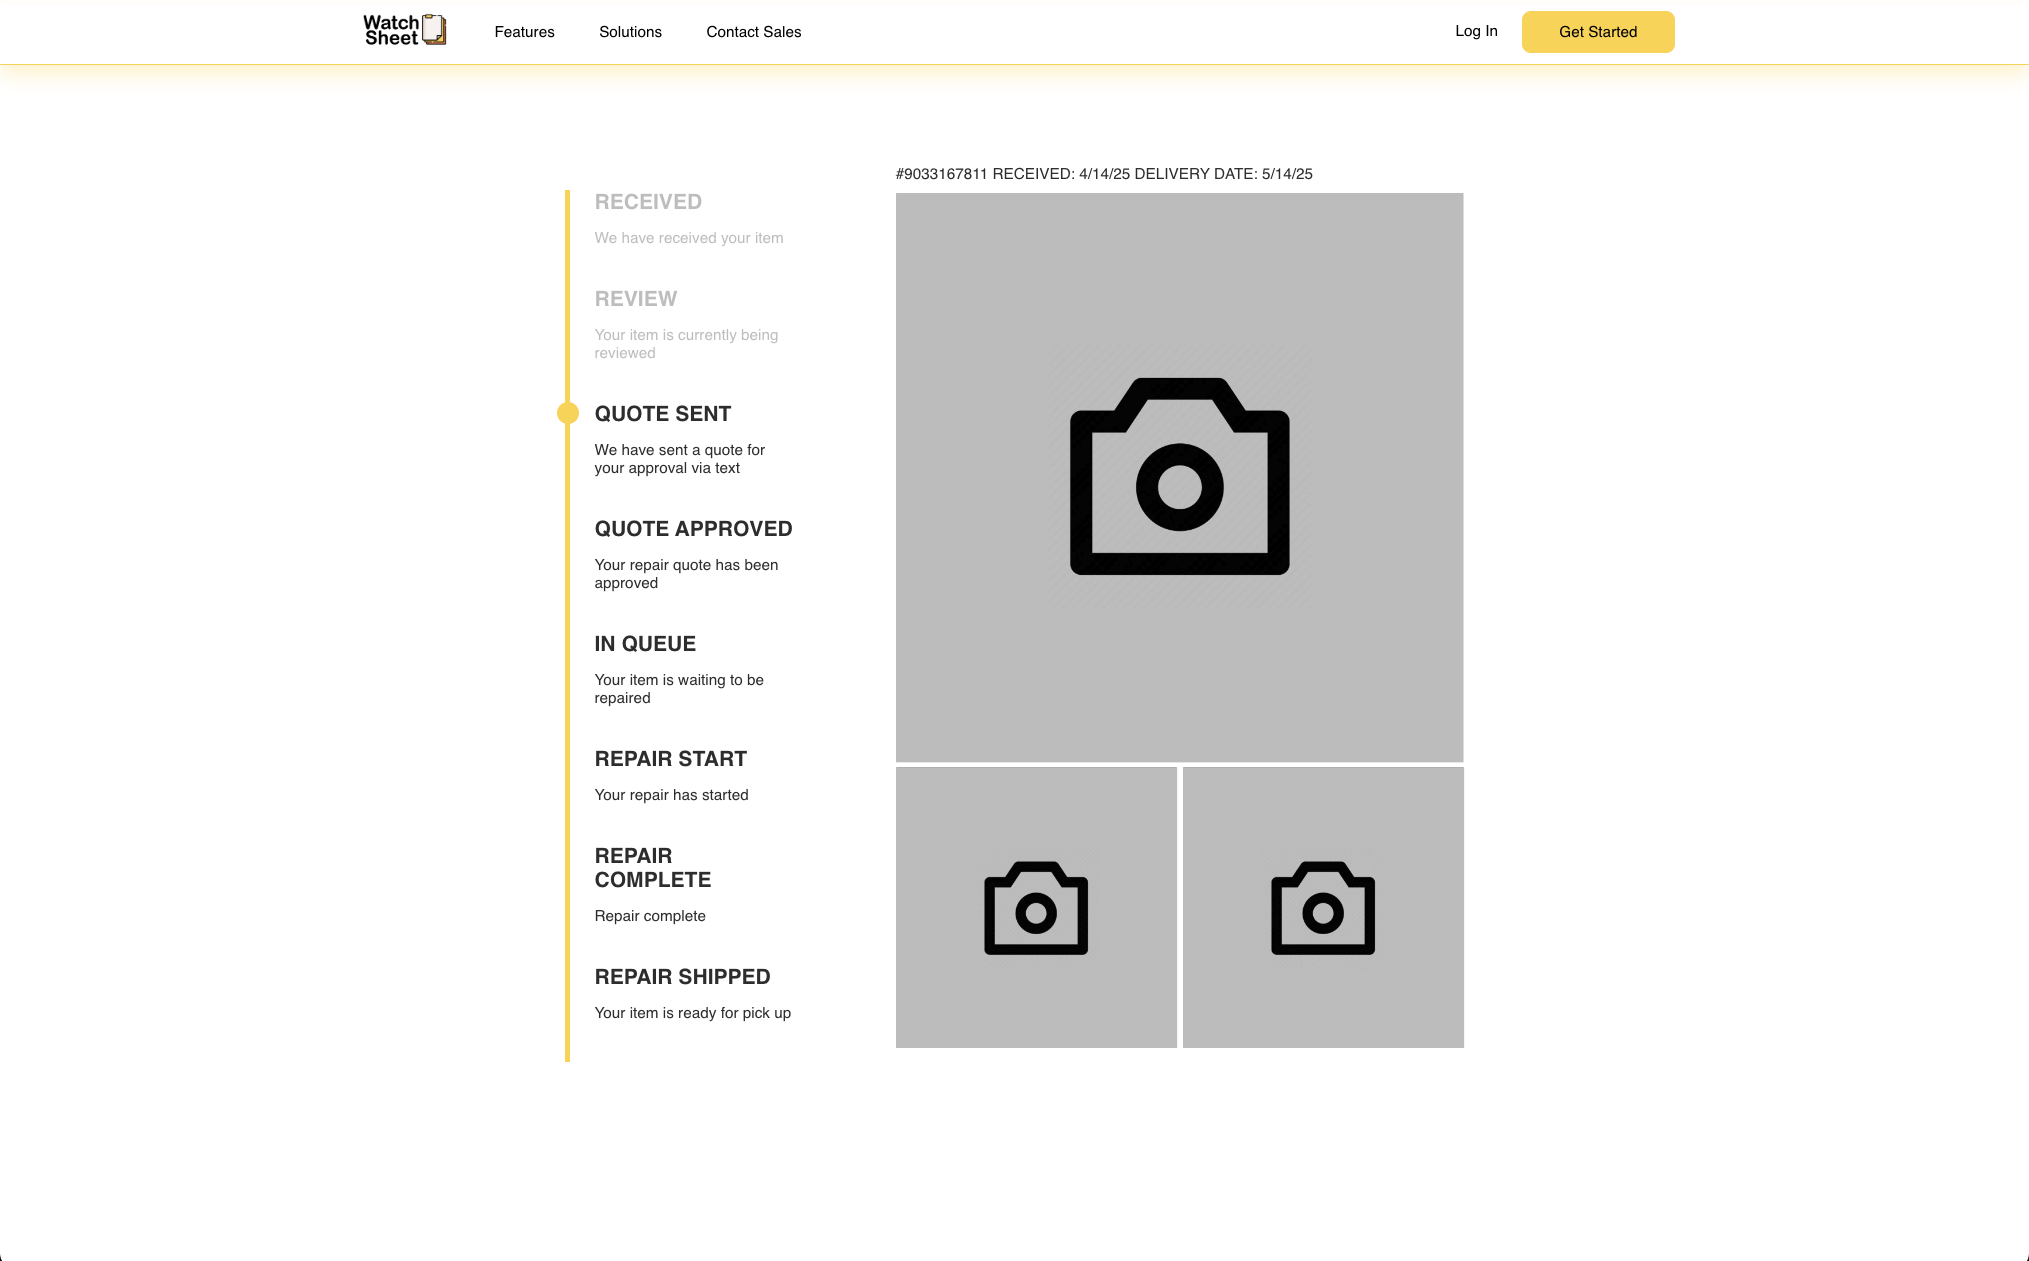 Watch
Sheet
Features
Solutions
Contact Sales
Log In
Get Started
#9033167811 RECEIVED: 4/14/25 DELIVERY DATE: 5/14/25
RECEIVED
We have received your item
REVIEW
Your item is currently being
reviewed
QUOTE SENT
We have sent a quote for
your approval via text
QUOTE APPROVED
Your repair quote has been
approved
IN QUEUE
Your item is waiting to be
repaired
REPAIR START
Your repair has started
REPAIR
COMPLETE
Repair complete
REPAIR SHIPPED
Your item is ready for pick up